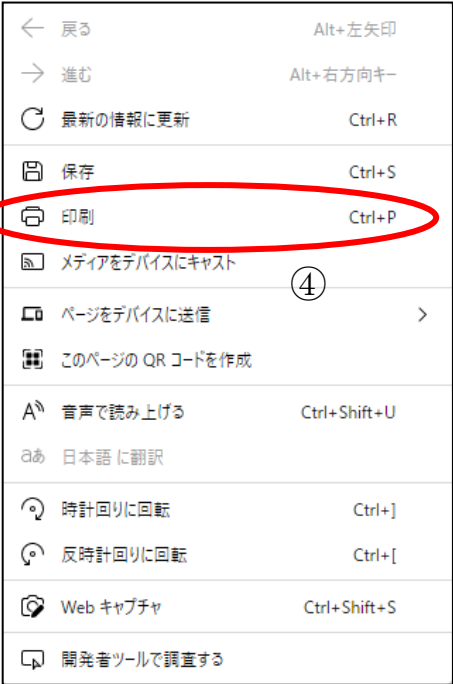 戻る Alt+左矢印
進む Alt+右方向キー
最新の情報に更新 Ctrl+R
保存 Ctrl+S
印刷 Ctrl+P
メディアをデバイスにキャスト
④
ページをデバイスに送信
このページの QR コードを作成
A 音声で読み上げる Ctrl+Shift+U
aあ 日本語 に翻訳
時計回りに回転 Ctrl+]
反時計回りに回転 Ctrl+[
Web キャプチャ Ctrl+Shift+S
開発者ツールで調査する